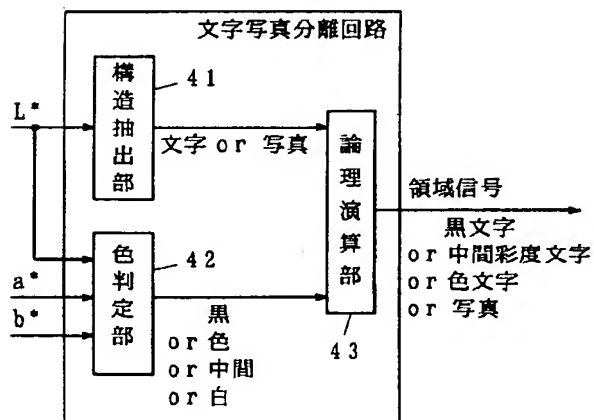 文字写真分離回路
構造抽出部
41
L*
文字 or 写真
論理演算部
領域信号
黒文字
or 中間彩度文字
or 色文字
or 写真
色判定部
42
a*
b*
黒
or 色
or 中間
or 白
43